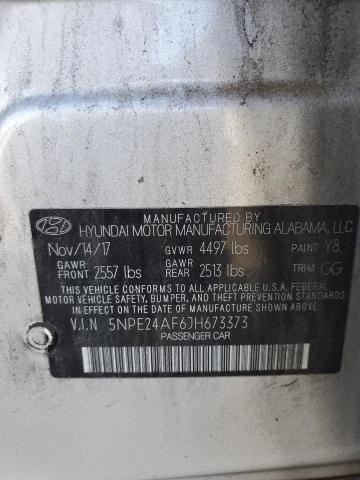 MANUFACTURED BY
HYUNDAI MOTOR MANUFACTURING ALABAMA, LLC
Nov/14/17 GVWR 4497 lbs PAINT Y8
GAWR FRONT 2557 lbs GAWR REAR 2513 lbs TRIM GG
THIS VEHICLE CONFORMS TO ALL APPLICABLE U.S.A. FEDERAL
MOTOR VEHICLE SAFETY, BUMPER, AND THEFT PREVENTION
STANDARDS IN EFFECT ON THE DATE OF MANUFACTURE SHOWN ABOVE.
V.I.N 5NPE24AF6JH673373
PASSENGER CAR